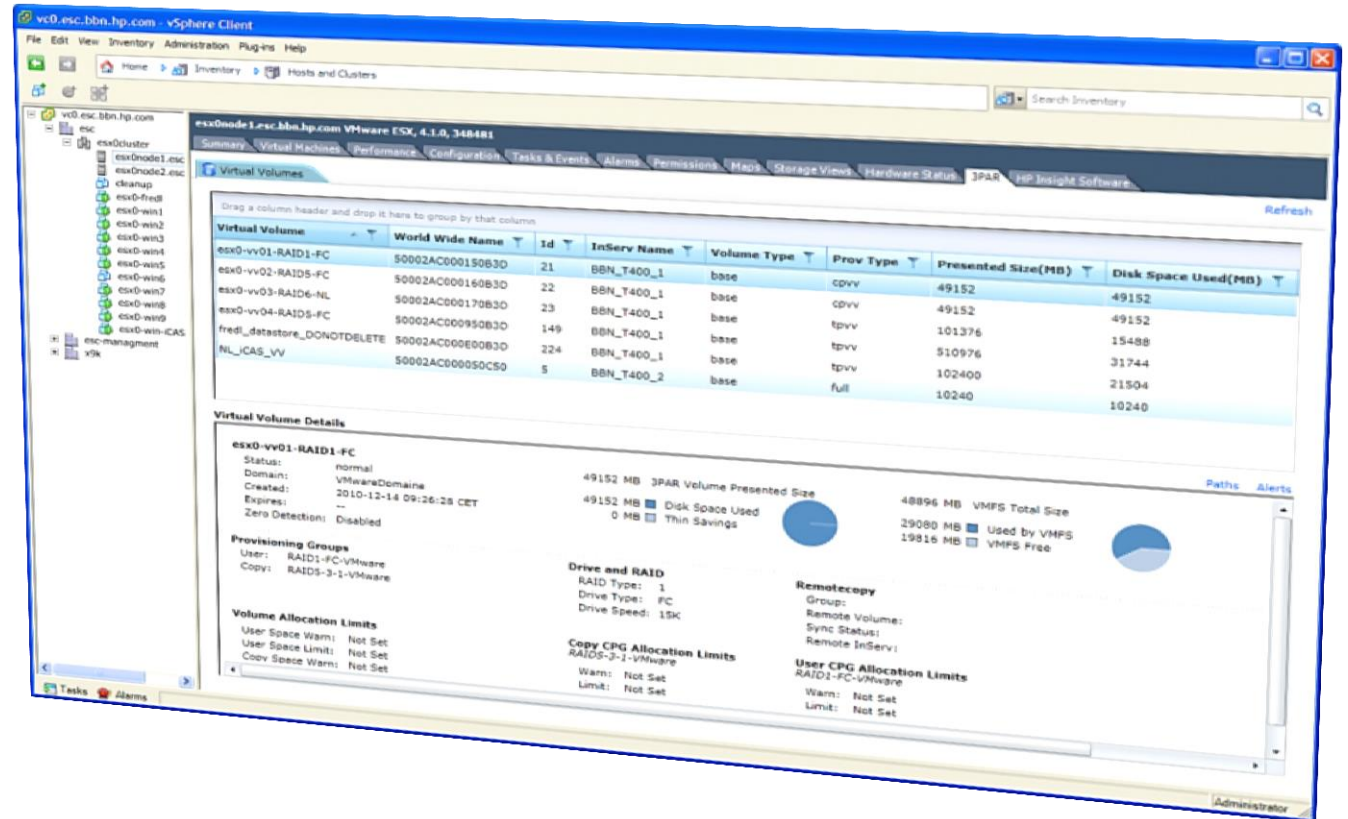 vc0.esc.bbn.hp.com - vSphere Client
File Edit View Inventory Administration Plug-ins Help
Home Inventory Hosts and Clusters
Search Inventory
vc0.esc.bbn.hp.com
esc
esx0cluster
esx0node1.esc
esx0node2.esc
cleanup
esx0-fredl
esx0-win1
esx0-win2
esx0-win3
esx0-win4
esx0-win5
esx0-win6
esx0-win7
esx0-win8
esx0-win9
esx0-win-iCAS
esc-managment
x9k
esx0node1.esc.bbn.hp.com VMware ESX, 4.1.0, 348481
Summary Virtual Machines Performance Configuration Tasks & Events Alarms Permissions Maps Storage Views Hardware Status 3PAR HP Insight Software
Virtual Volumes
Refresh
Drag a column header and drop it here to group by that column
Virtual Volume World Wide Name Id InServ Name Volume Type Prov Type Presented Size(MB) Disk Space Used(MB)
esx0-vv01-RAID1-FC 50002AC000150B3D 21 BBN_T400_1 base cpvv 49152 49152
esx0-vv02-RAID5-FC 50002AC000160B3D 22 BBN_T400_1 base cpvv 49152 49152
esx0-vv03-RAID6-NL 50002AC000170B3D 23 BBN_T400_1 base tpvv 101376 15488
esx0-vv04-RAID5-FC 50002AC000950B3D 149 BBN_T400_1 base tpvv 510976 31744
fredl_datastore_DONOTDELETE 50002AC000E00B3D 224 BBN_T400_1 base tpvv 102400 21504
NL_iCAS_VV 50002AC000050C50 5 BBN_T400_2 base full 10240 10240
Virtual Volume Details
Paths Alerts
esx0-vv01-RAID1-FC
Status: normal
Domain: VMwareDomaine
Created: 2010-12-14 09:26:28 CET
Expires: --
Zero Detection: Disabled
49152 MB 3PAR Volume Presented Size
49152 MB Disk Space Used
0 MB Thin Savings
48896 MB VMFS Total Size
29080 MB Used by VMFS
19816 MB VMFS Free
Provisioning Groups
User: RAID1-FC-VMware
Copy: RAID5-3-1-VMware
Drive and RAID
RAID Type: 1
Drive Type: FC
Drive Speed: 15K
Remotecopy
Group:
Remote Volume:
Sync Status:
Remote InServ:
Volume Allocation Limits
User Space Warn: Not Set
User Space Limit: Not Set
Copy Space Warn: Not Set
Copy CPG Allocation Limits
RAID5-3-1-VMware
Warn: Not Set
Limit: Not Set
User CPG Allocation Limits
RAID1-FC-VMware
Warn: Not Set
Limit: Not Set
Tasks Alarms
Administrator